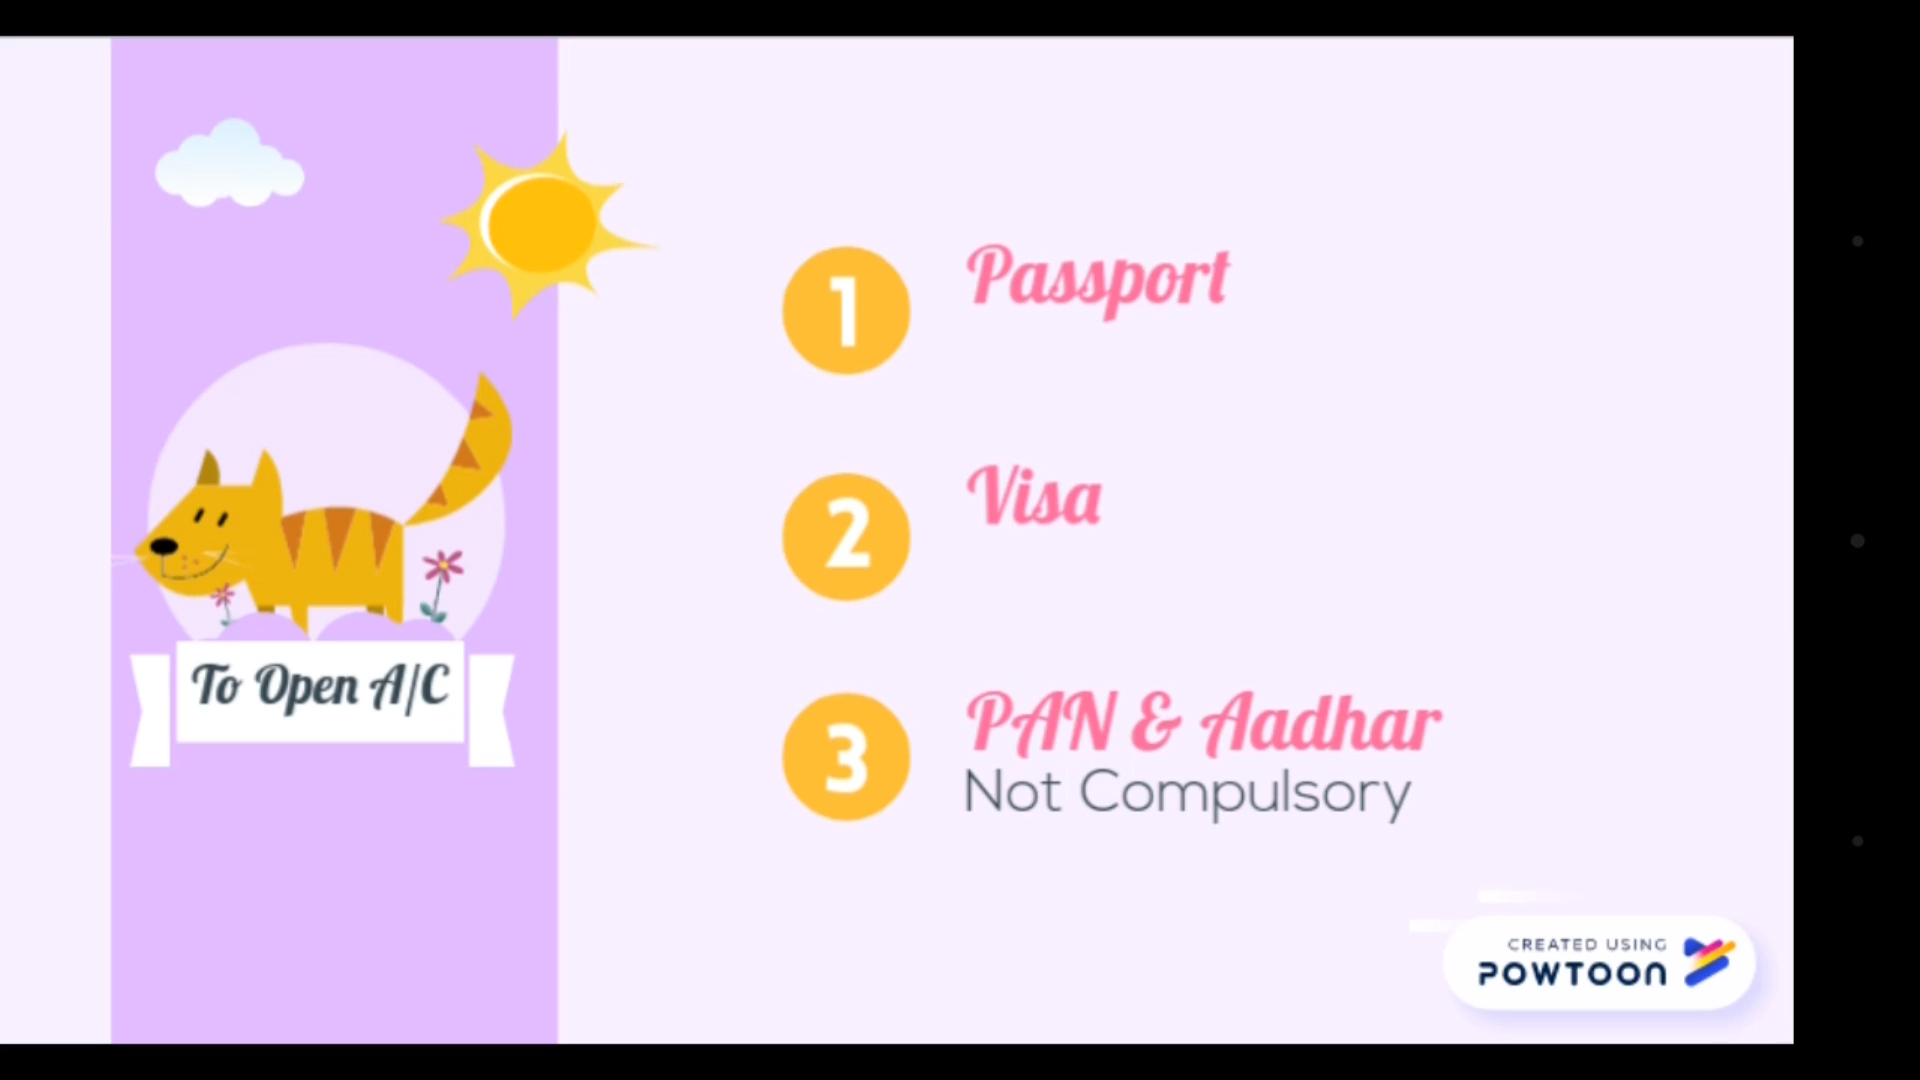 To Open A/C
1
Passport
2
Visa
3
PAN & Aadhar
Not Compulsory
CREATED USING
POWTOON